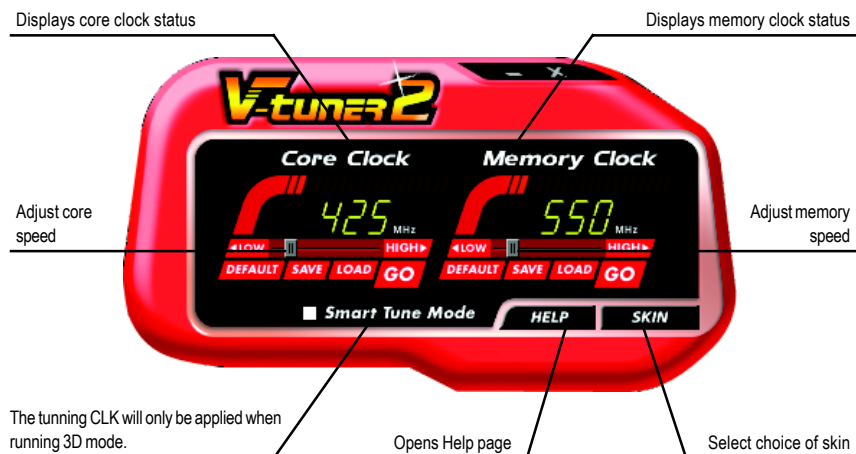 Displays core clock status
Displays memory clock status
V-tuner 2
Core Clock
Memory Clock
Adjust core
speed
425 MHz
550 MHz
Adjust memory
speed
LOW HIGH
LOW HIGH
DEFAULT SAVE LOAD GO
DEFAULT SAVE LOAD GO
Smart Tune Mode
HELP
SKIN
The tunning CLK will only be applied when
running 3D mode.
Opens Help page
Select choice of skin